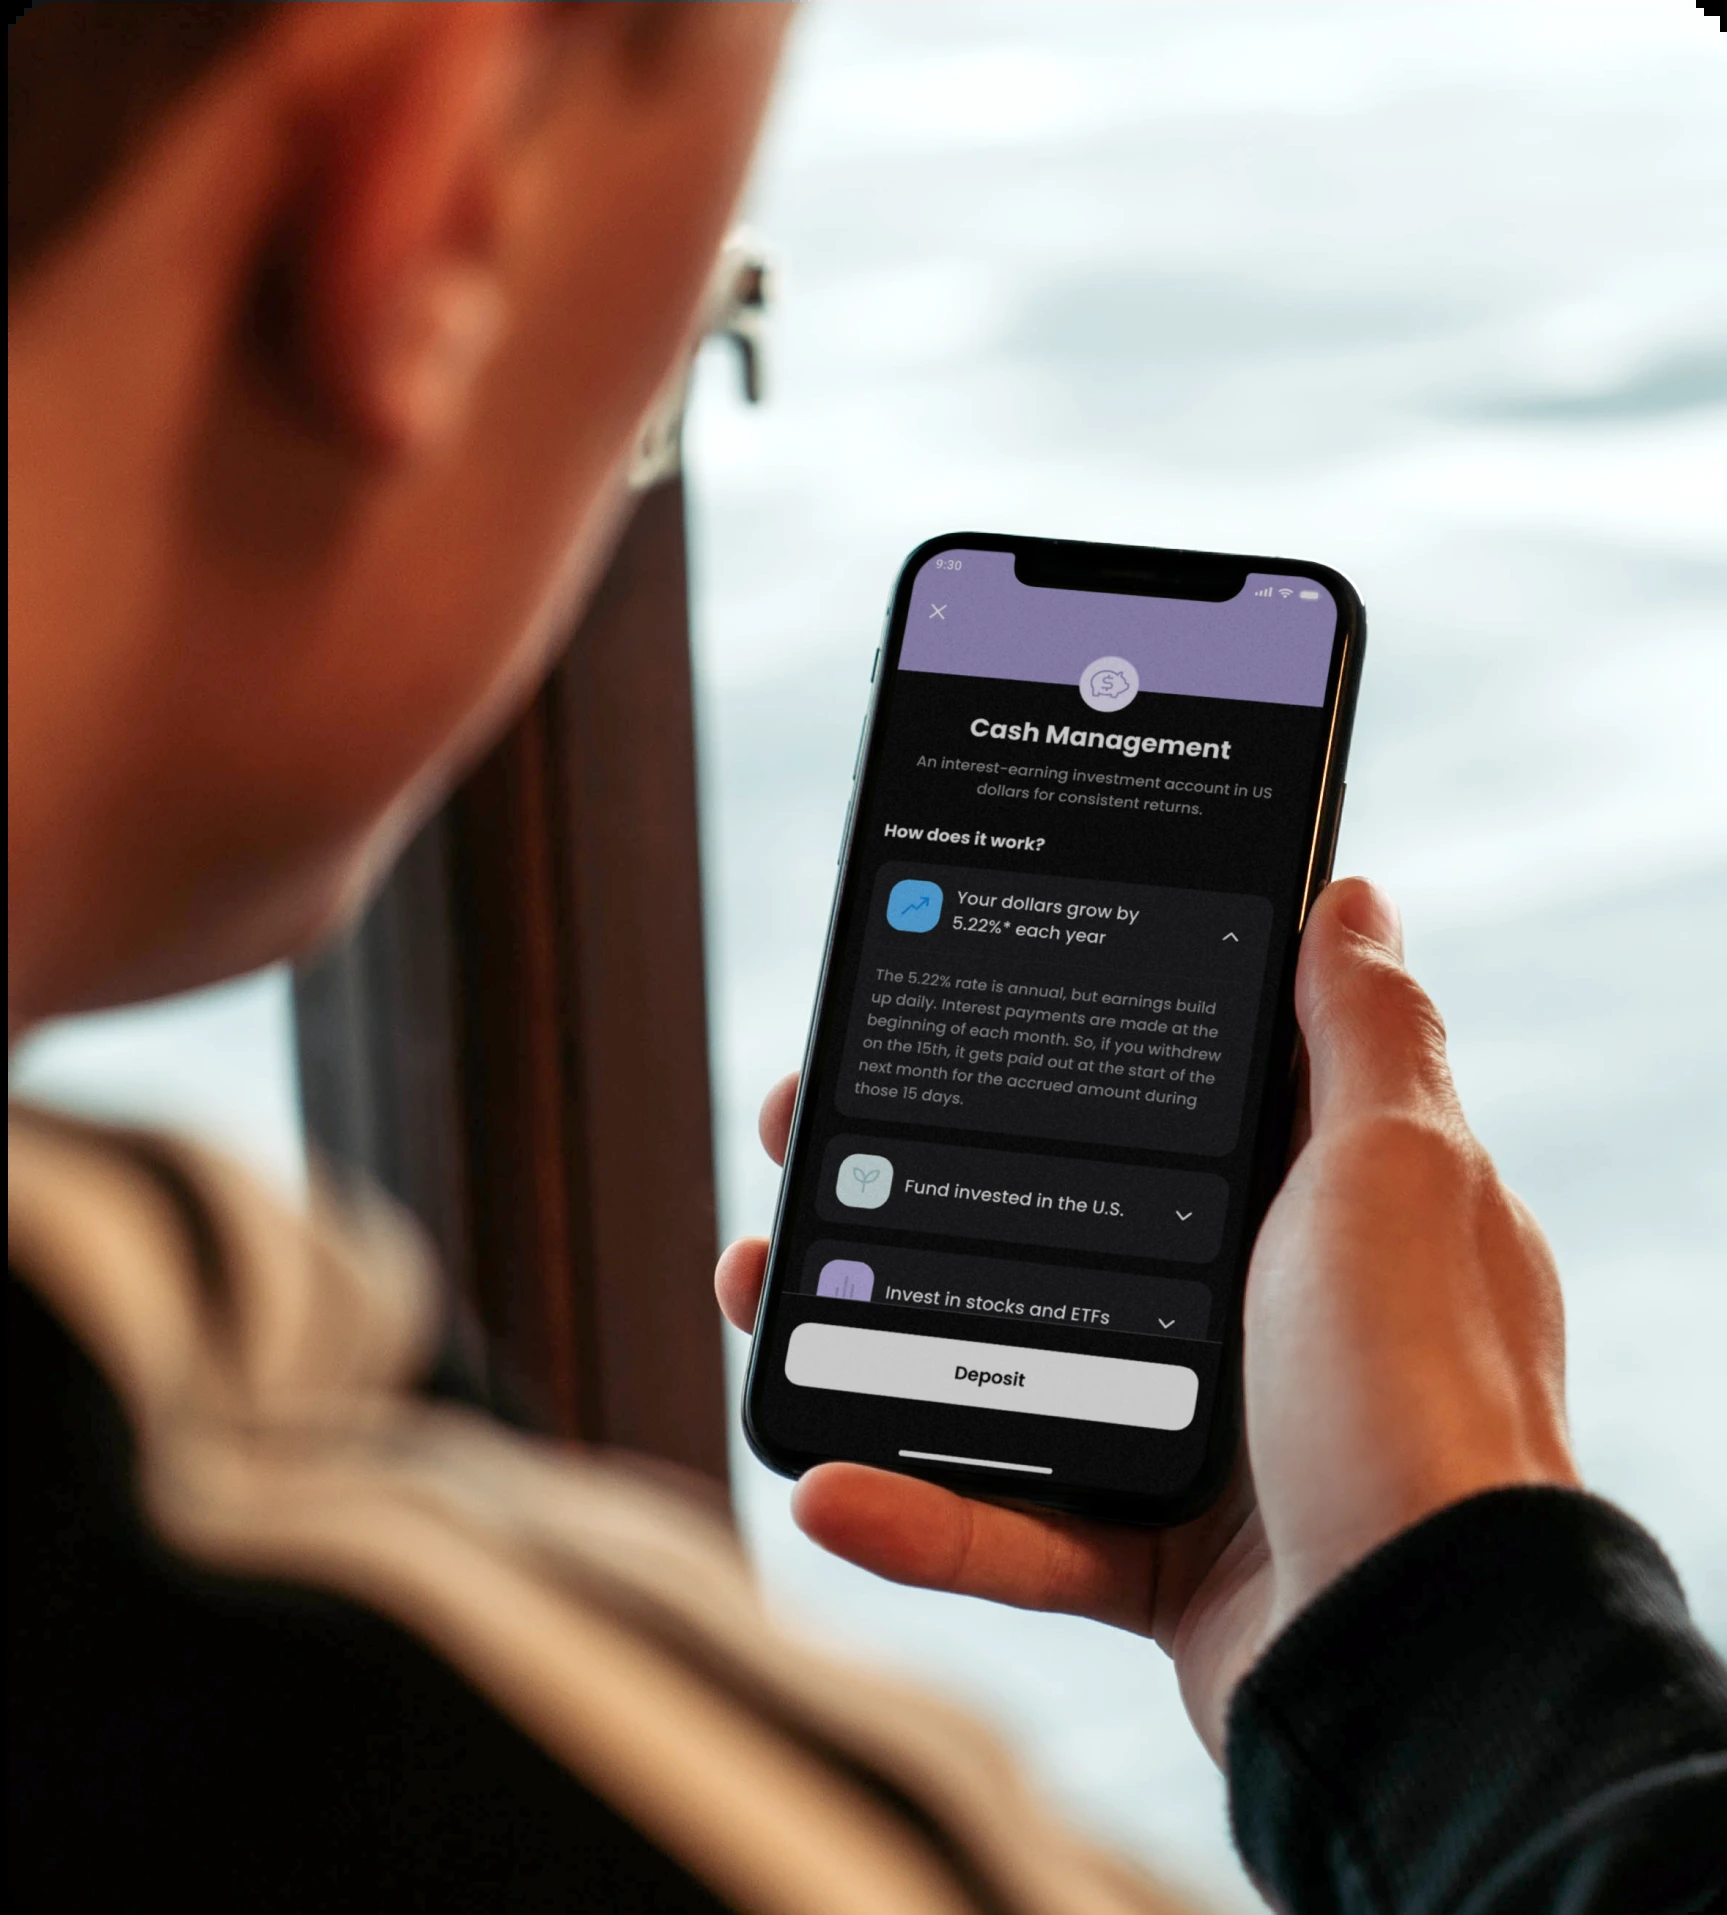 9:30
$
Cash Management
An interest-earning investment account in US
dollars for consistent returns.
How does it work?
Your dollars grow by
5.22%* each year
The 5.22% rate is annual, but earnings build
up daily. Interest payments are made at the
beginning of each month. So, if you withdrew
on the 15th, it gets paid out at the start of the
next month for the accrued amount during
those 15 days.
Fund invested in the U.S.
Invest in stocks and ETFs
Deposit